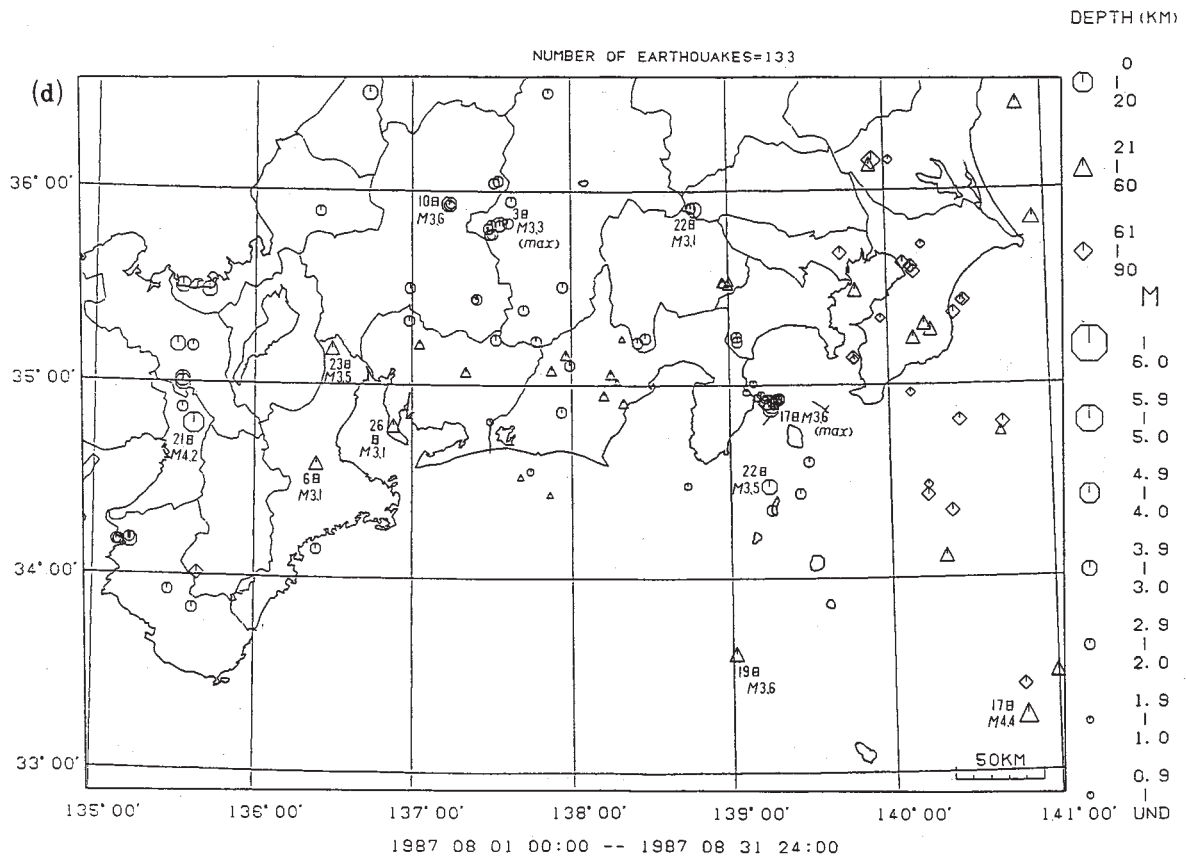 DEPTH (KM)
NUMBER OF EARTHQUAKES=133
(d)
0
|
20
21
|
60
61
|
90
M
|
6.0
5.9
|
5.0
4.9
|
4.0
3.9
|
3.0
2.9
|
2.0
1.9
|
1.0
0.9
|
UND
36°00'
35°00'
34°00'
33°00'
10日
M3.6
3日
M3.3
(max)
22日
M3.1
23日
M3.5
26
日
M3.1
21日
M4.2
6日
M3.1
17日M3.6
(max)
22日
M3.5
19日
M3.6
17日
M4.4
50KM
135°00'
136°00'
137°00'
138°00'
139°00'
140°00'
141°00'
1987 08 01 00:00 -- 1987 08 31 24:00